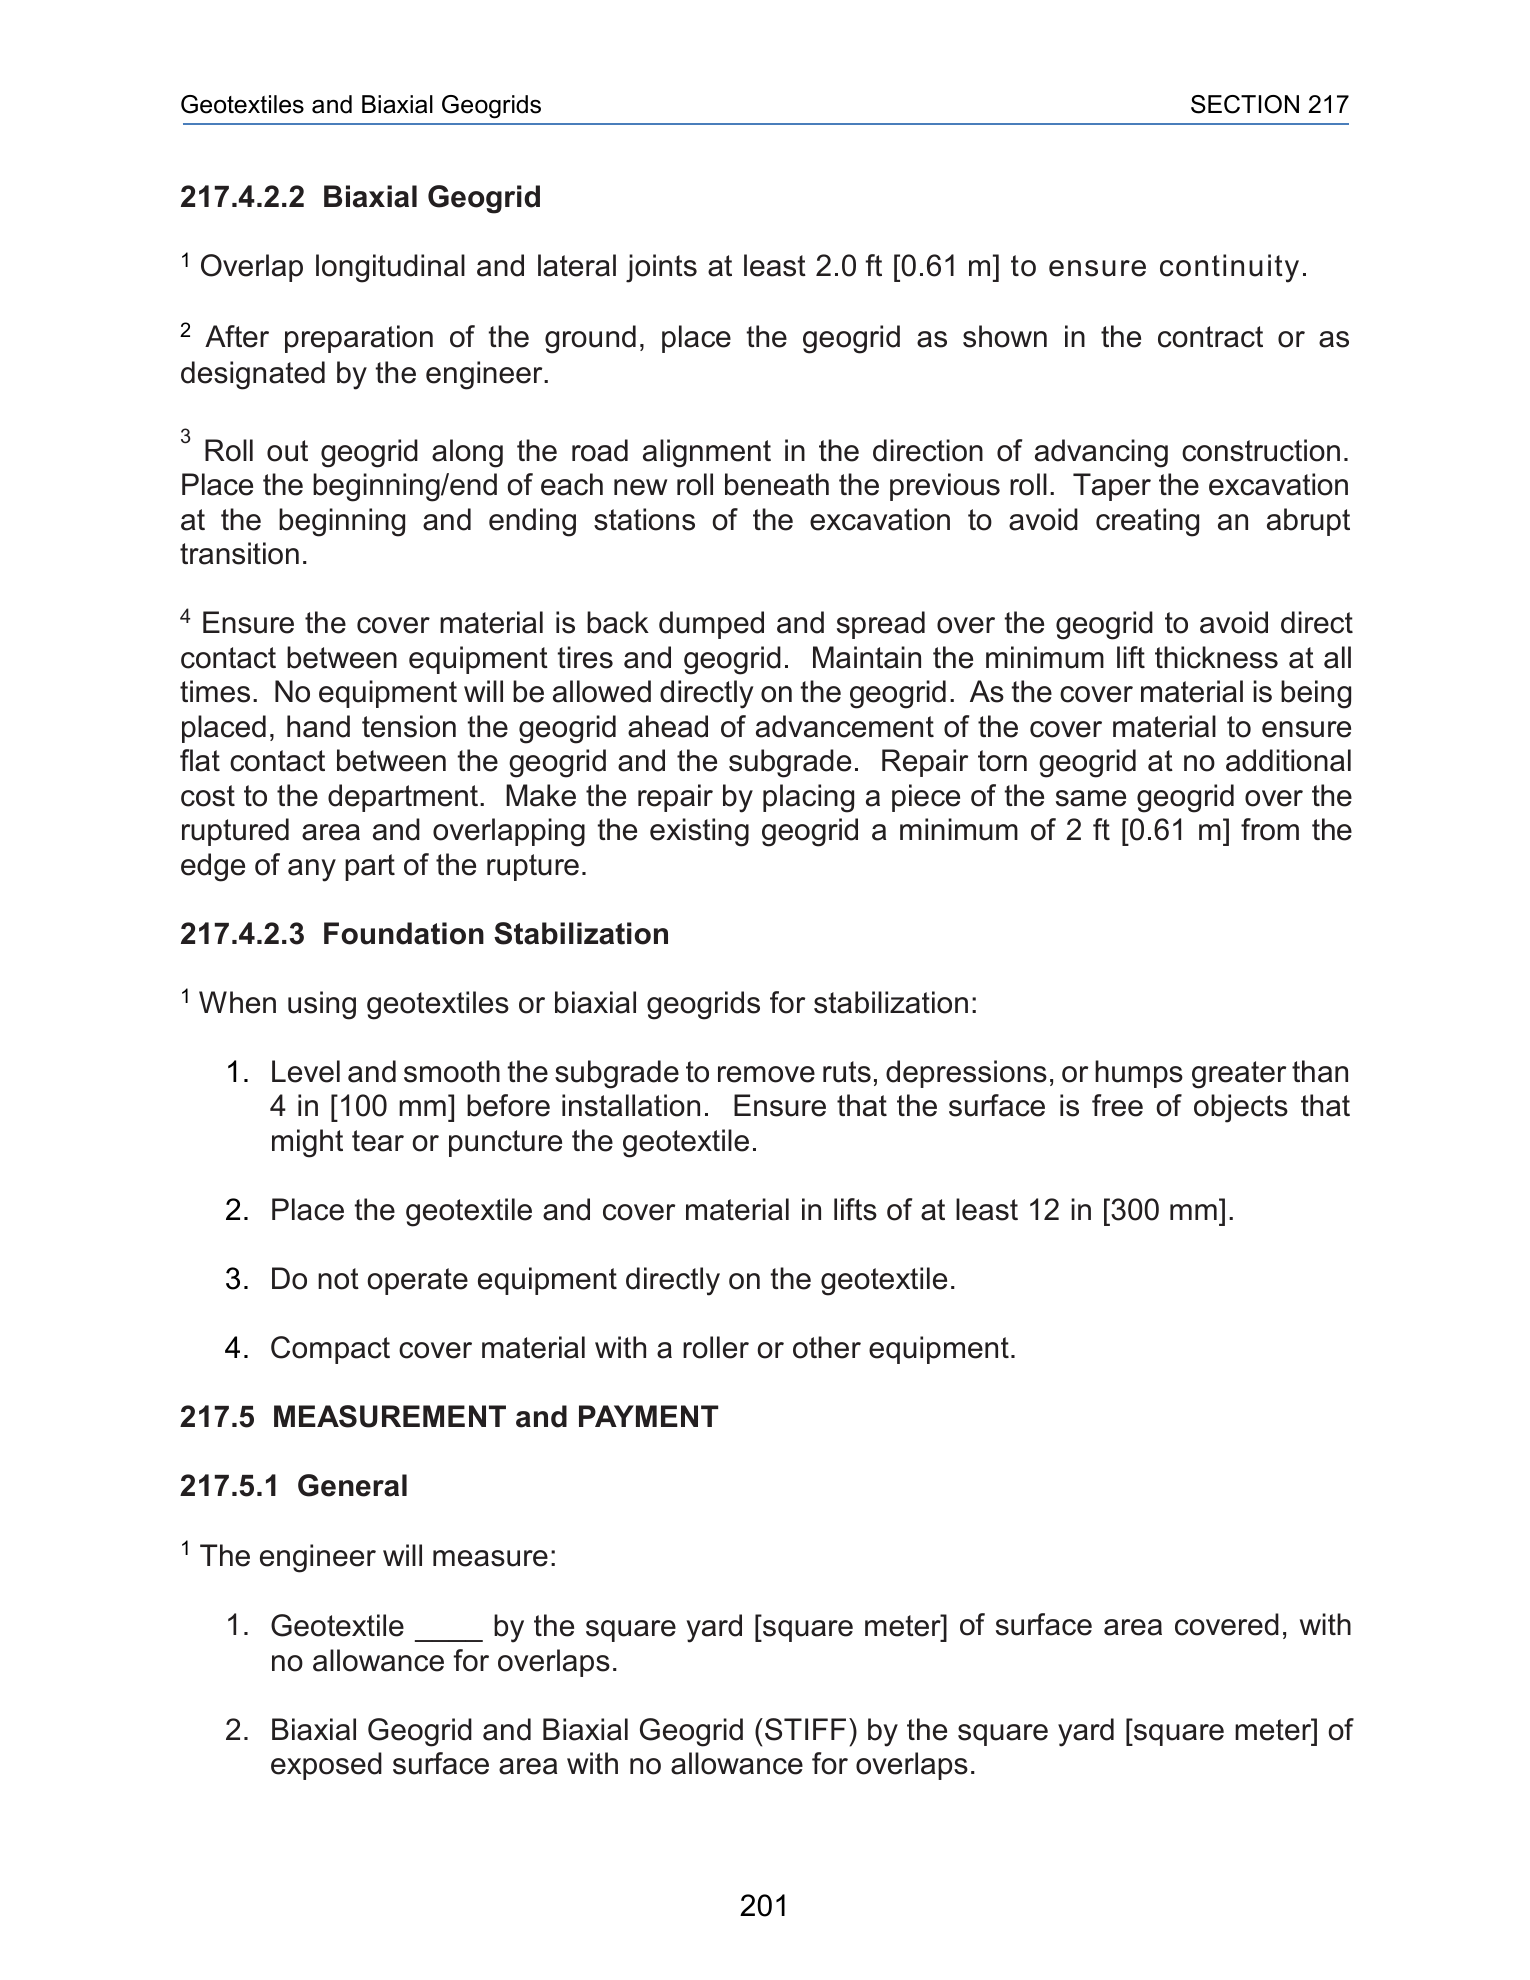 Geotextiles and Biaxial Geogrids SECTION 217
217.4.2.2 Biaxial Geogrid
1 Overlap longitudinal and lateral joints at least 2.0 ft [0.61 m] to ensure continuity.
2 After preparation of the ground, place the geogrid as shown in the contract or as
designated by the engineer.
3 Roll out geogrid along the road alignment in the direction of advancing construction.
Place the beginning/end of each new roll beneath the previous roll. Taper the excavation
at the beginning and ending stations of the excavation to avoid creating an abrupt
transition.
4 Ensure the cover material is back dumped and spread over the geogrid to avoid direct
contact between equipment tires and geogrid. Maintain the minimum lift thickness at all
times. No equipment will be allowed directly on the geogrid. As the cover material is being
placed, hand tension the geogrid ahead of advancement of the cover material to ensure
flat contact between the geogrid and the subgrade. Repair torn geogrid at no additional
cost to the department. Make the repair by placing a piece of the same geogrid over the
ruptured area and overlapping the existing geogrid a minimum of 2 ft [0.61 m] from the
edge of any part of the rupture.
217.4.2.3 Foundation Stabilization
1 When using geotextiles or biaxial geogrids for stabilization:
1. Level and smooth the subgrade to remove ruts, depressions, or humps greater than
4 in [100 mm] before installation. Ensure that the surface is free of objects that
might tear or puncture the geotextile.
2. Place the geotextile and cover material in lifts of at least 12 in [300 mm].
3. Do not operate equipment directly on the geotextile.
4. Compact cover material with a roller or other equipment.
217.5 MEASUREMENT and PAYMENT
217.5.1 General
1 The engineer will measure:
1. Geotextile ____ by the square yard [square meter] of surface area covered, with
no allowance for overlaps.
2. Biaxial Geogrid and Biaxial Geogrid (STIFF) by the square yard [square meter] of
exposed surface area with no allowance for overlaps.
201